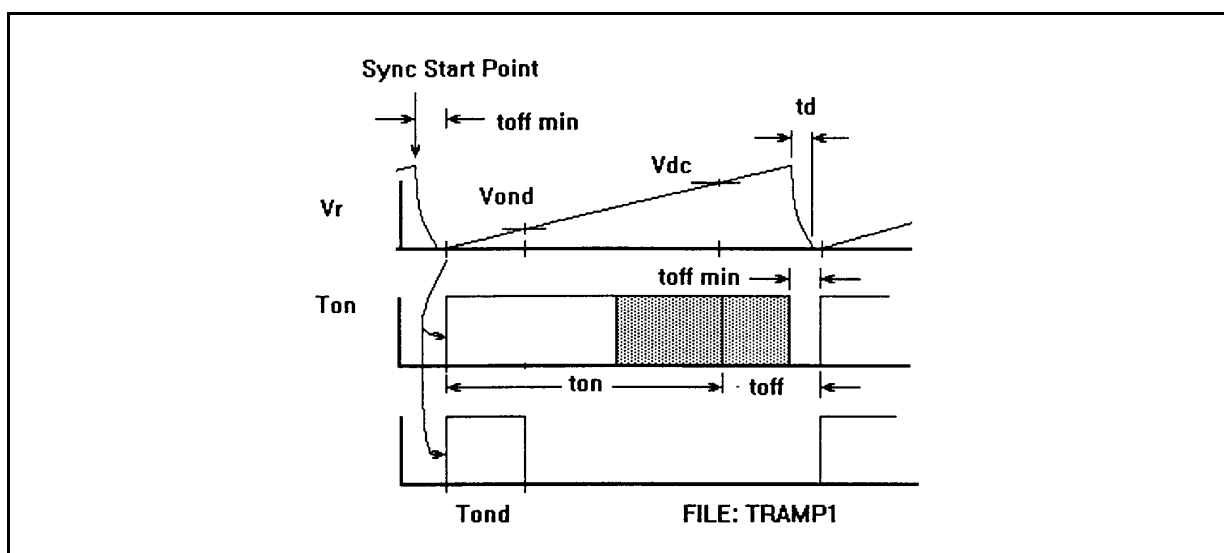 Sync Start Point
toff min
td
Vdc
Vond
Vr
toff min
Ton
ton
toff
Tond
FILE: TRAMP1